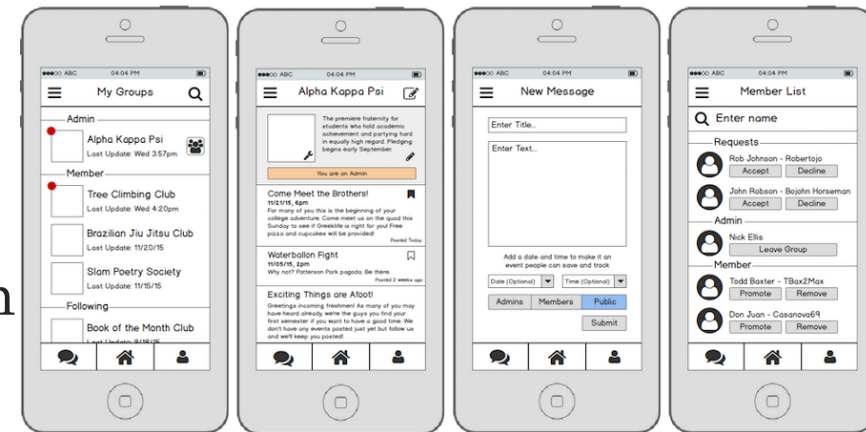 n
ABC 04:04 PM
My Groups
Admin
Alpha Kappa Psi
Last Update: Wed 3:57pm
Member
Tree Climbing Club
Last Update: Wed 4:20pm
Brazilian Jiu Jitsu Club
Last Update: 11/20/15
Slam Poetry Society
Last Update: 11/15/15
Following
Book of the Month Club
Last Update: 9/18/15
ABC 04:04 PM
Alpha Kappa Psi
The premiere fraternity for
students who hold academic
achievement and partying hard
in equally high regard. Pledging
begins early September.
You are an Admin
Come Meet the Brothers!
11/21/15, 6pm
For many of you this is the beginning of your
college adventure. Come meet us on the quad this
Sunday to see if Greeklife is right for you! Free
pizza and cupcakes will be provided!
Posted Today
Waterballon Fight
11/05/15, 2pm
Why not? Patterson Park pagoda. Be there.
Posted 2 weeks ago
Exciting Things are Afoot!
Greetings incoming freshmen! As many of you may
have heard already, we're the guys you find your
first semester if you want to have a good time. We
don't have any events posted just yet but follow us
and we'll keep you posted!
ABC 04:04 PM
New Message
Enter Title...
Enter Text...
Add a date and time to make it an
event people can save and track
Date (Optional) Time (Optional)
Admins Members Public
Submit
ABC 04:04 PM
Member List
Enter name
Requests
Rob Johnson - Robertojo
Accept Decline
John Robson - Bojohn Horseman
Accept Decline
Admin
Nick Ellis
Leave Group
Member
Todd Baxter - TBax2Max
Promote Remove
Don Juan - Casanova69
Promote Remove